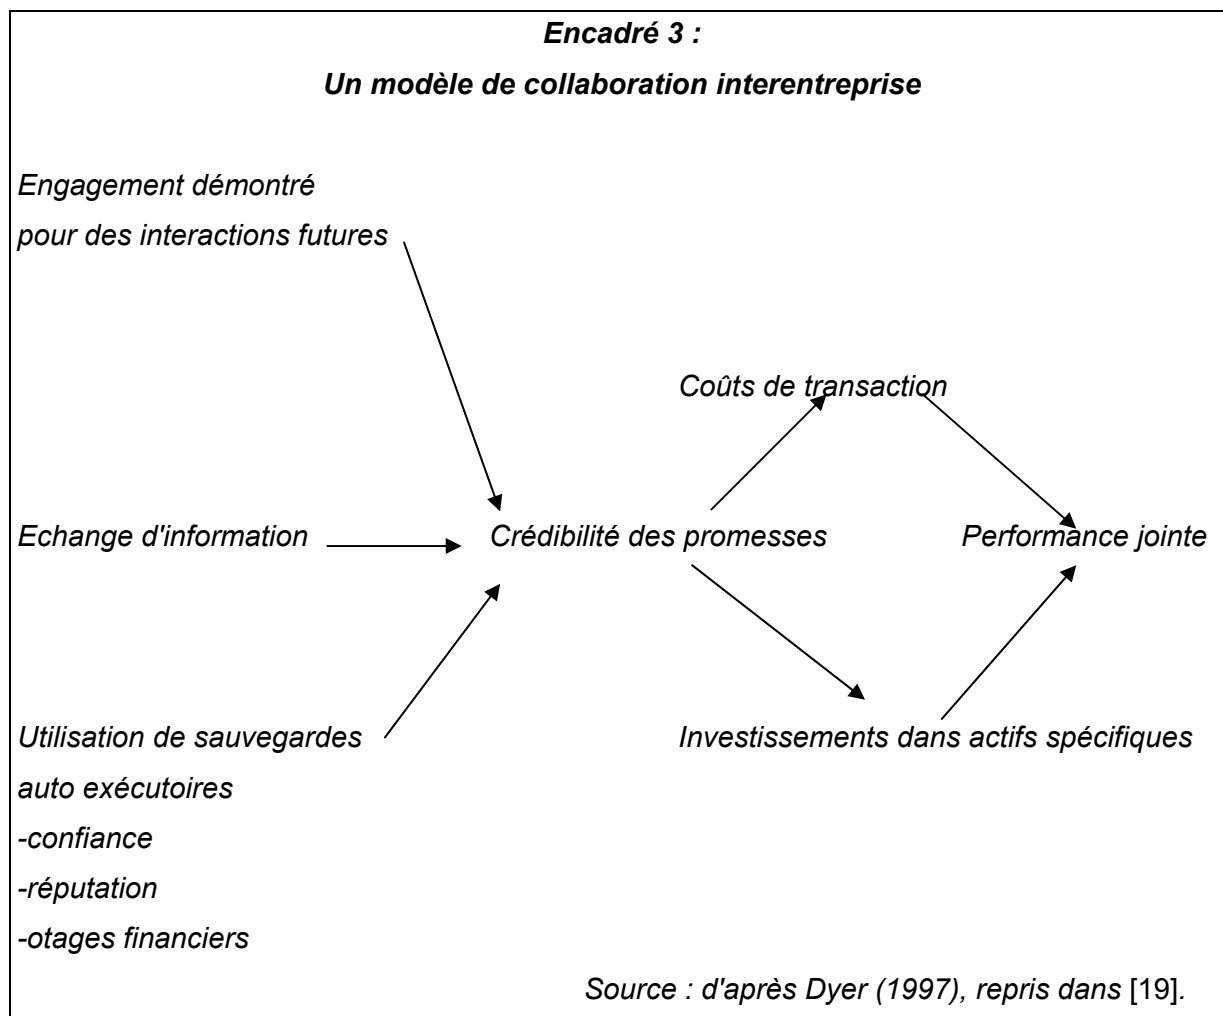 Encadré 3 :
Un modèle de collaboration interentreprise
Engagement démontré
pour des interactions futures
Coûts de transaction
Echange d'information
Crédibilité des promesses
Performance jointe
Utilisation de sauvegardes
Investissements dans actifs spécifiques
auto exécutoires
-confiance
-réputation
-otages financiers
Source : d'après Dyer (1997), repris dans [19].